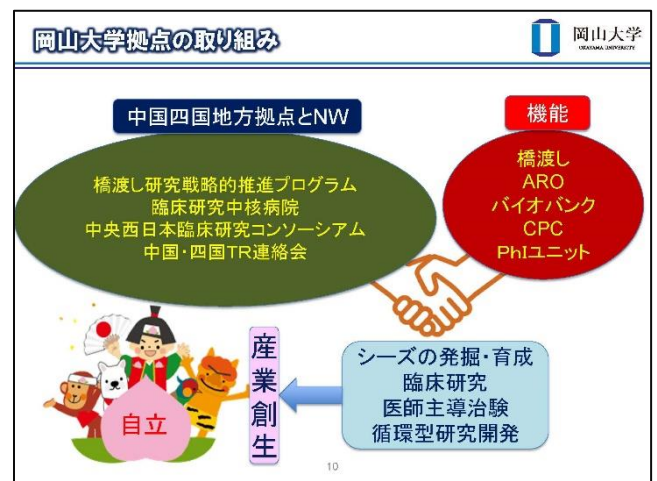 岡山大学拠点の取り組み
岡山大学
OKAYAMA UNIVERSITY
中国四国地方拠点とNW
橋渡し研究戦略的推進プログラム
臨床研究中核病院
中央西日本臨床研究コンソーシアム
中国・四国TR連絡会
機能
橋渡し
ARO
バイオバンク
CPC
PhIユニット
シーズの発掘・育成
臨床研究
医師主導治験
循環型研究開発
産業創生
自立
10